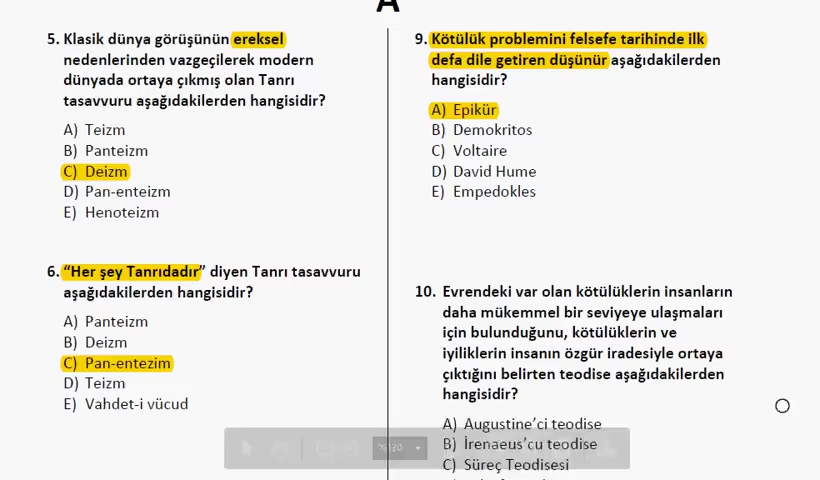 A
5. Klasik dünya görüşünün ereksel
nedenlerinden vazgeçilerek modern
dünyada ortaya çıkmış olan Tanrı
tasavvuru aşağıdakilerden hangisidir?
A) Teizm
B) Panteizm
C) Deizm
D) Pan-enteizm
E) Henoteizm
6. “Her şey Tanrıdadır” diyen Tanrı tasavvuru
aşağıdakilerden hangisidir?
A) Panteizm
B) Deizm
C) Pan-entezim
D) Teizm
E) Vahdet-i vücud
9. Kötülük problemini felsefe tarihinde ilk
defa dile getiren düşünür aşağıdakilerden
hangisidir?
A) Epikür
B) Demokritos
C) Voltaire
D) David Hume
E) Empedokles
10. Evrendeki var olan kötülüklerin insanların
daha mükemmel bir seviyeye ulaşmaları
için bulunduğunu, kötülüklerin ve
iyiliklerin insanın özgür iradesiyle ortaya
çıktığını belirten teodise aşağıdakilerden
hangisidir?
A) Augustine’ci teodise
B) İrenaeus’cu teodise
C) Süreç Teodisesi
%120